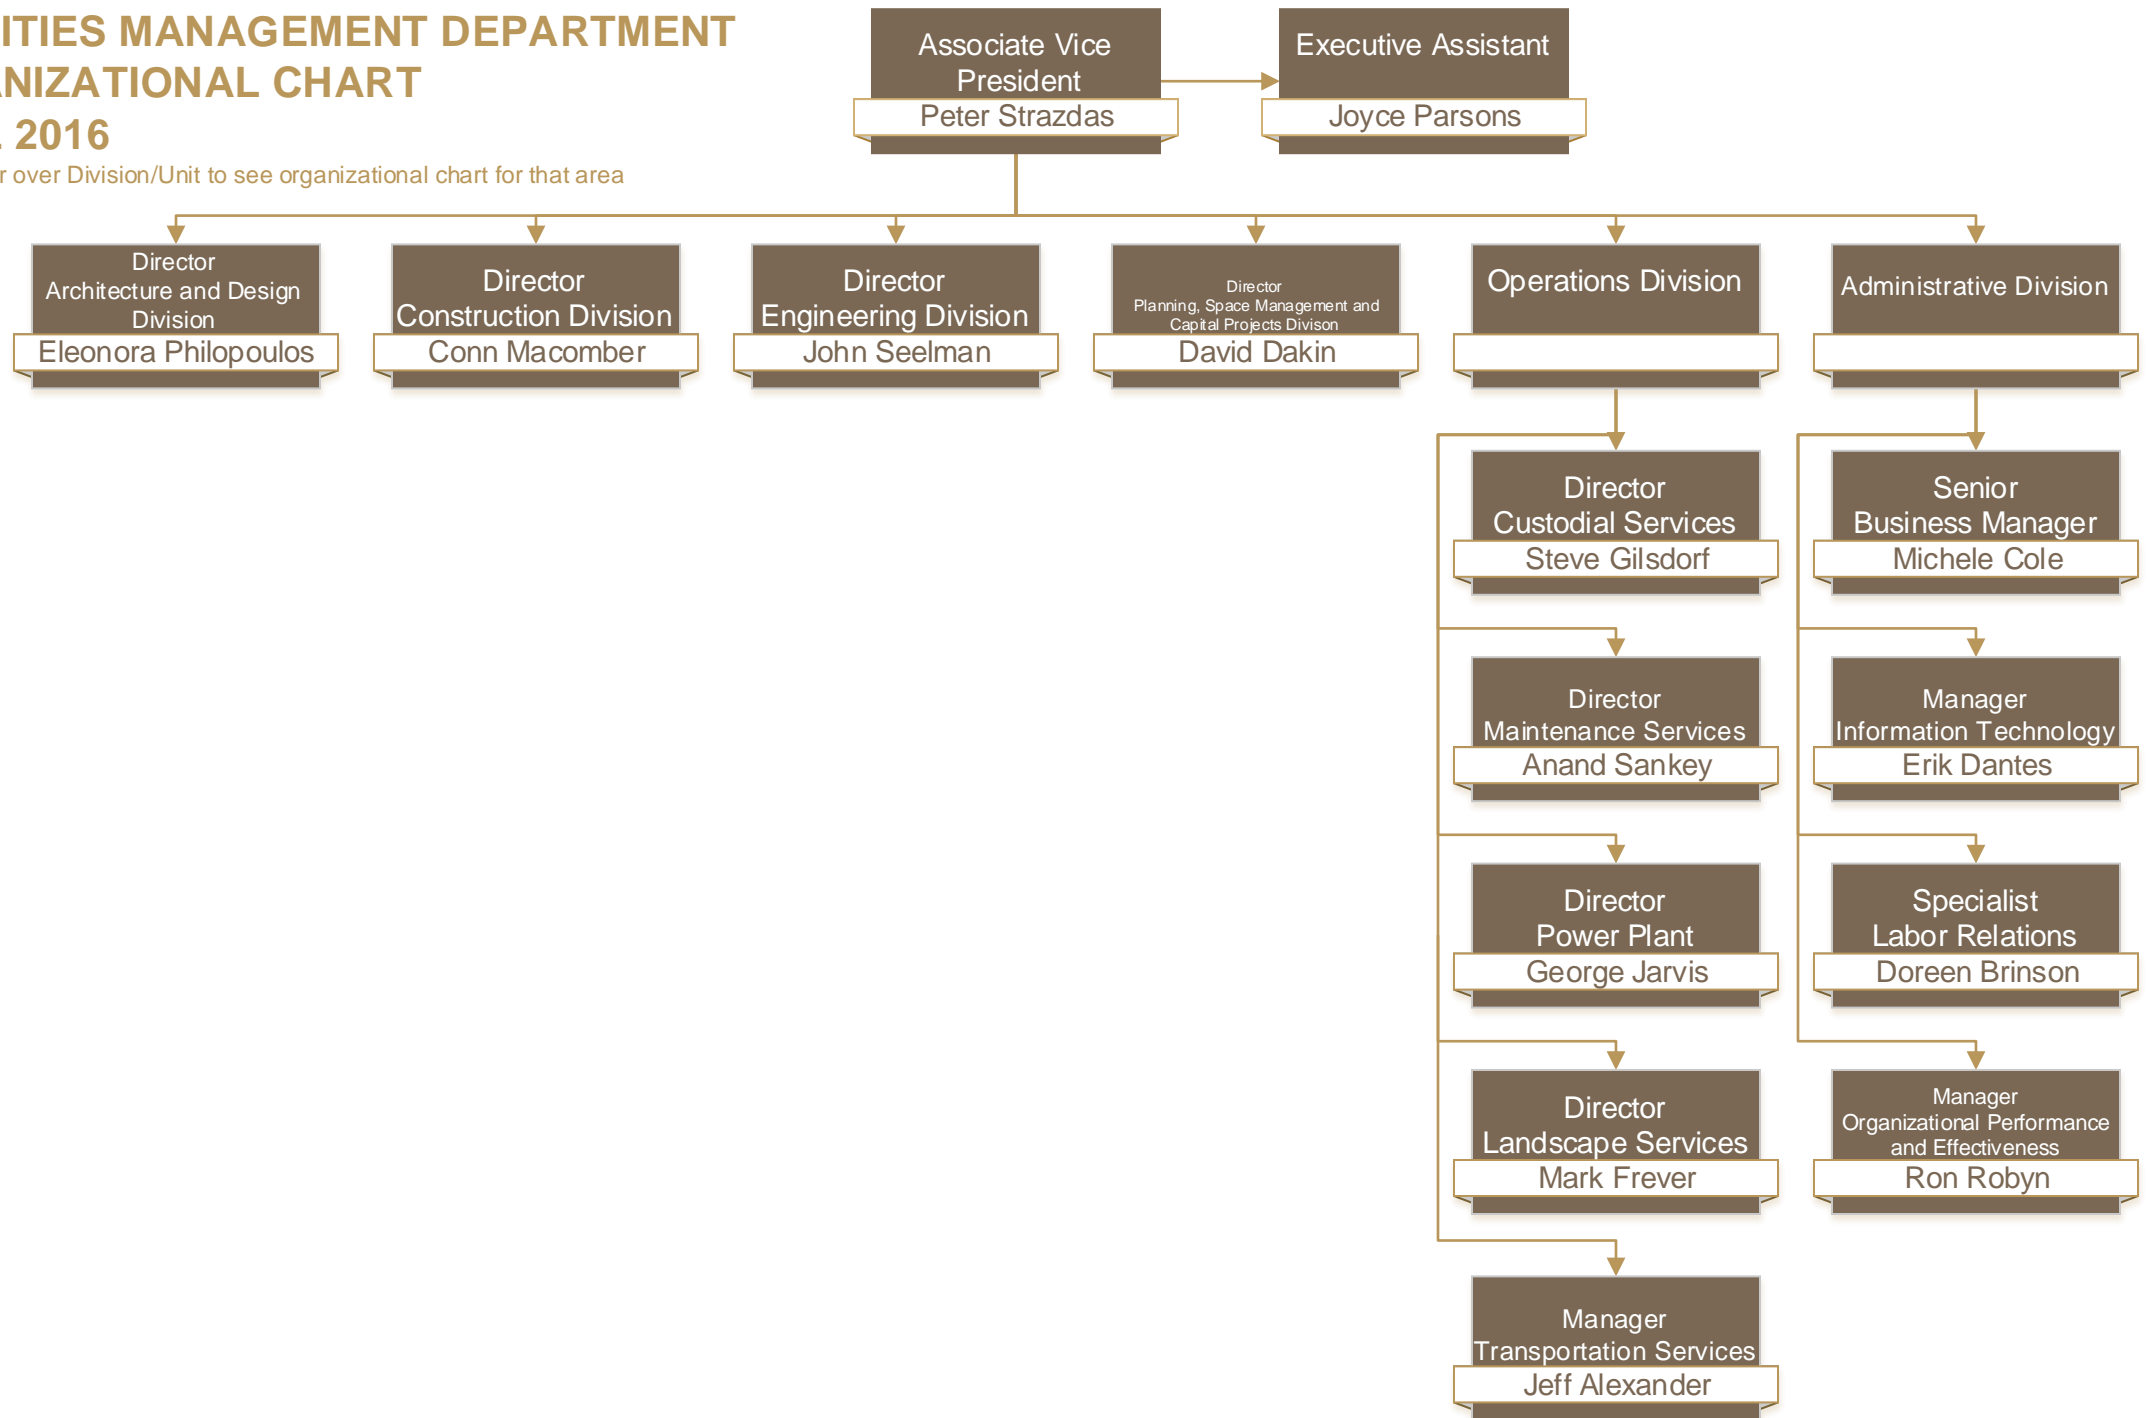 ITIES MANAGEMENT DEPARTMENT
NIZATIONAL CHART
2016
r over Division/Unit to see organizational chart for that area
Associate Vice
President
Peter Strazdas
Executive Assistant
Joyce Parsons
Director
Architecture and Design
Division
Eleonora Philopoulos
Director
Construction Division
Conn Macomber
Director
Engineering Division
John Seelman
Director
Planning, Space Management and
Capital Projects Divison
David Dakin
Operations Division
Administrative Division
Director
Custodial Services
Steve Gilsdorf
Senior
Business Manager
Michele Cole
Director
Maintenance Services
Anand Sankey
Manager
Information Technology
Erik Dantes
Director
Power Plant
George Jarvis
Specialist
Labor Relations
Doreen Brinson
Director
Landscape Services
Mark Frever
Manager
Organizational Performance
and Effectiveness
Ron Robyn
Manager
Transportation Services
Jeff Alexander